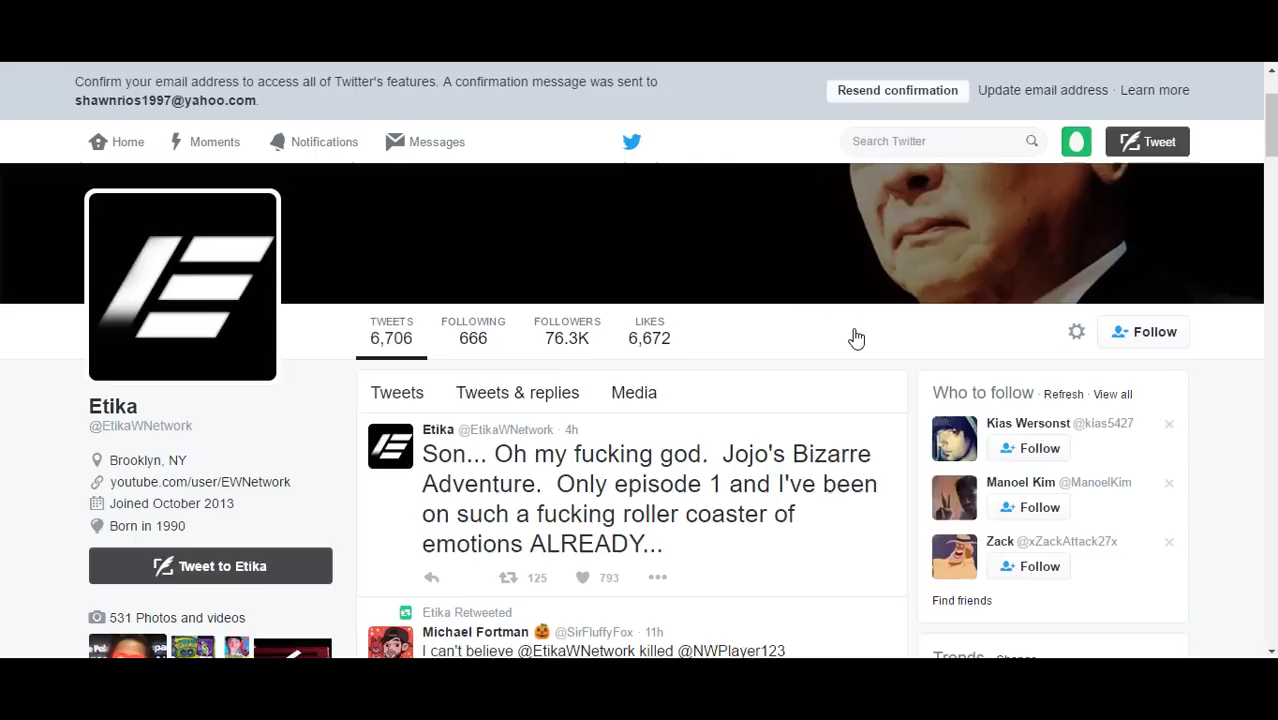 Confirm your email address to access all of Twitter's features. A confirmation message was sent to
shawnrios1997@yahoo.com.
Resend confirmation
Update email address · Learn more
Home
Moments
Notifications
Messages
Search Twitter
Tweet
TWEETS
6,706
FOLLOWING
666
FOLLOWERS
76.3K
LIKES
6,672
Follow
Etika
@EtikaWNetwork
Brooklyn, NY
youtube.com/user/EWNetwork
Joined October 2013
Born in 1990
Tweet to Etika
531 Photos and videos
Tweets
Tweets & replies
Media
Etika @EtikaWNetwork · 4h
Son... Oh my fucking god. Jojo's Bizarre
Adventure. Only episode 1 and I've been
on such a fucking roller coaster of
emotions ALREADY...
125
793
Etika Retweeted
Michael Fortman 🎃 @SirFluffyFox · 11h
I can't believe @EtikaWNetwork killed @NWPlayer123
Who to follow · Refresh · View all
Kias Wersonst @kias5427
Follow
Manoel Kim @ManoelKim
Follow
Zack @xZackAttack27x
Follow
Find friends
Trends · Change